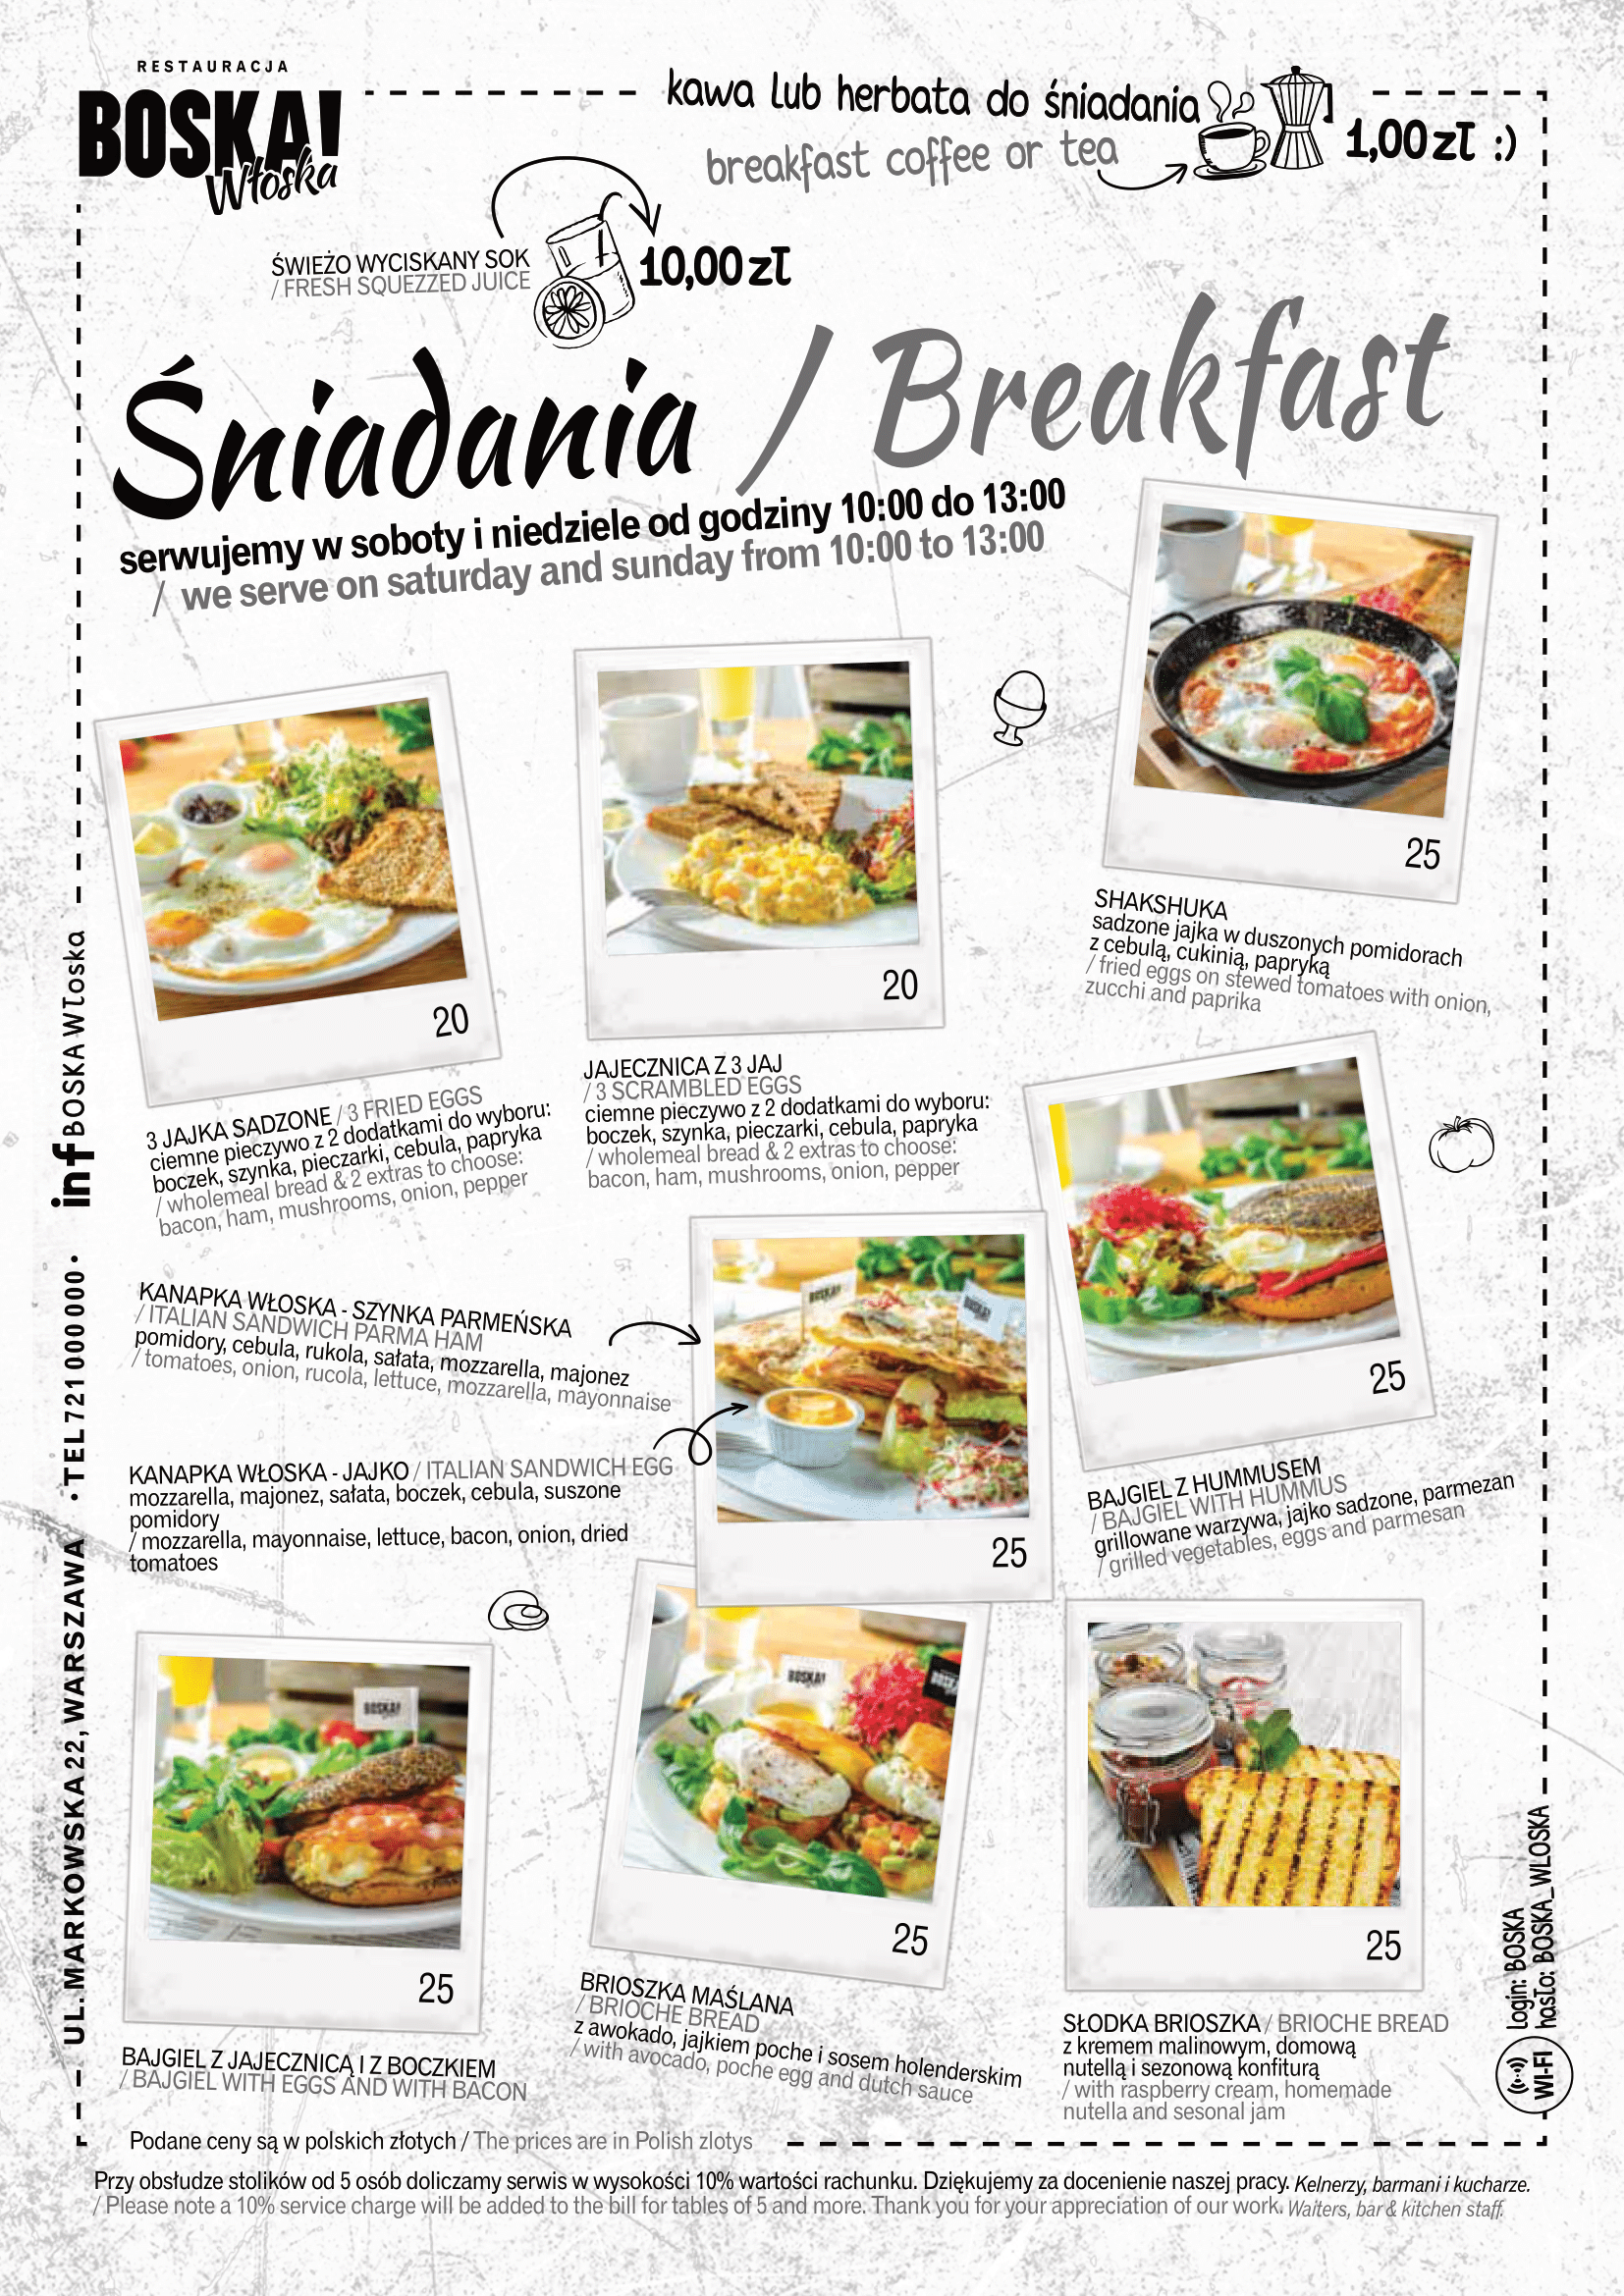 RESTAURACJA
BOSKA!
Włoska
kawa lub herbata do śniadania
breakfast coffee or tea
1,00 zł :)
ŚWIEŻO WYCISKANY SOK
/ FRESH SQUEZZED JUICE
10,00 zł
Śniadania / Breakfast
serwujemy w soboty i niedziele od godziny 10:00 do 13:00
/ we serve on saturday and sunday from 10:00 to 13:00
20
3 JAJKA SADZONE / 3 FRIED EGGS
ciemne pieczywo z 2 dodatkami do wyboru:
boczek, szynka, pieczarki, cebula, papryka
/ wholemeal bread & 2 extras to choose:
bacon, ham, mushrooms, onion, pepper
20
JAJECZNICA Z 3 JAJ
/ 3 SCRAMBLED EGGS
ciemne pieczywo z 2 dodatkami do wyboru:
boczek, szynka, pieczarki, cebula, papryka
/ wholemeal bread & 2 extras to choose:
bacon, ham, mushrooms, onion, pepper
25
SHAKSHUKA
sadzone jajka w duszonych pomidorach
z cebulą, cukinią, papryką
/ fried eggs on stewed tomatoes with onion,
zucchi and paprika
KANAPKA WŁOSKA - SZYNKA PARMEŃSKA
/ ITALIAN SANDWICH PARMA HAM
pomidory, cebula, rukola, sałata, mozzarella, majonez
/ tomatoes, onion, rucola, lettuce, mozzarella, mayonnaise
KANAPKA WŁOSKA - JAJKO / ITALIAN SANDWICH EGG
mozzarella, majonez, sałata, boczek, cebula, suszone
pomidory
/ mozzarella, mayonnaise, lettuce, bacon, onion, dried
tomatoes
BOSKA!
BOSKA!
25
25
BAJGIEL Z HUMMUSEM
/ BAJGIEL WITH HUMMUS
grillowane warzywa, jajko sadzone, parmezan
/ grilled vegetables, eggs and parmesan
BOSKA!
25
BAJGIEL Z JAJECZNICĄ I Z BOCZKIEM
/ BAJGIEL WITH EGGS AND WITH BACON
BOSKA!
BOSKA!
25
BRIOSZKA MAŚLANA
/ BRIOCHE BREAD
z awokado, jajkiem poche i sosem holenderskim
/ with avocado, poche egg and dutch sauce
25
SŁODKA BRIOSZKA / BRIOCHE BREAD
z kremem malinowym, domową
nutellą i sezonową konfiturą
/ with raspberry cream, homemade
nutella and sesonal jam
UL. MARKOWSKA 22, WARSZAWA • TEL 721 000 000 • inf BOSKA Włoska
login: BOSKA
hasło: BOSKA_WLOSKA
WI-FI
Podane ceny są w polskich złotych / The prices are in Polish zlotys
Przy obsłudze stolików od 5 osób doliczamy serwis w wysokości 10% wartości rachunku. Dziękujemy za docenienie naszej pracy. Kelnerzy, barmani i kucharze.
/ Please note a 10% service charge will be added to the bill for tables of 5 and more. Thank you for your appreciation of our work. Waiters, bar & kitchen staff.